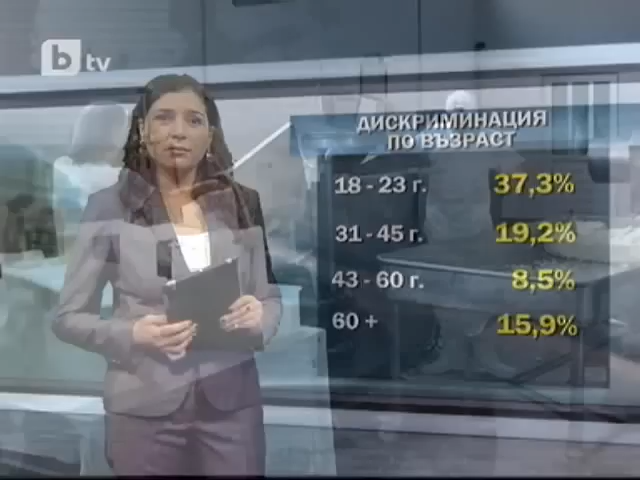 btv
ДИСКРИМИНАЦИЯ
ПО ВЪЗРАСТ
18 - 23 г. 37,3%
31 - 45 г. 19,2%
43 - 60 г. 8,5%
60 + 15,9%